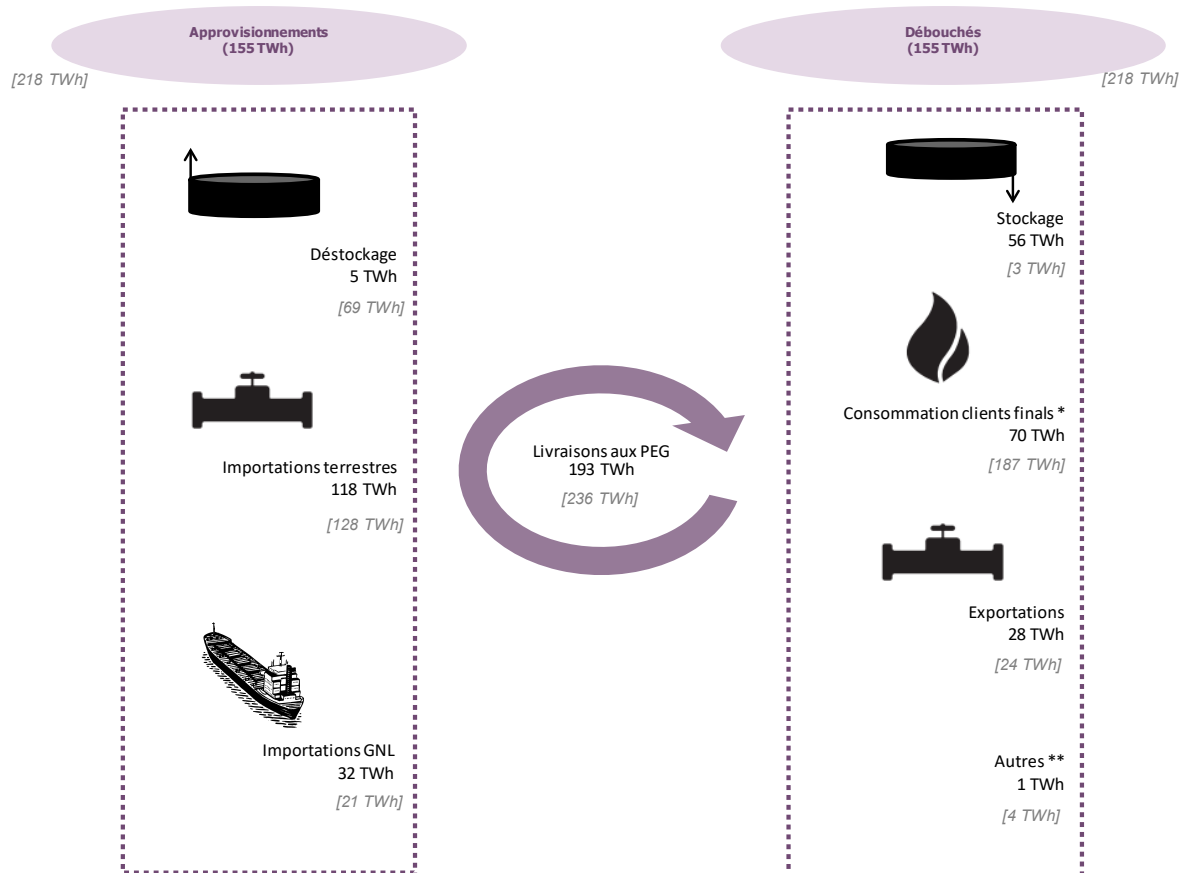 Approvisionnements
(155 TWh)
[218 TWh]
Déstockage
5 TWh
[69 TWh]
Importations terrestres
118 TWh
[128 TWh]
Importations GNL
32 TWh
[21 TWh]
Livraisons aux PEG
193 TWh
[236 TWh]
Débouchés
(155 TWh)
[218 TWh]
Stockage
56 TWh
[3 TWh]
Consommation clients finals *
70 TWh
[187 TWh]
Exportations
28 TWh
[24 TWh]
Autres **
1 TWh
[4 TWh]